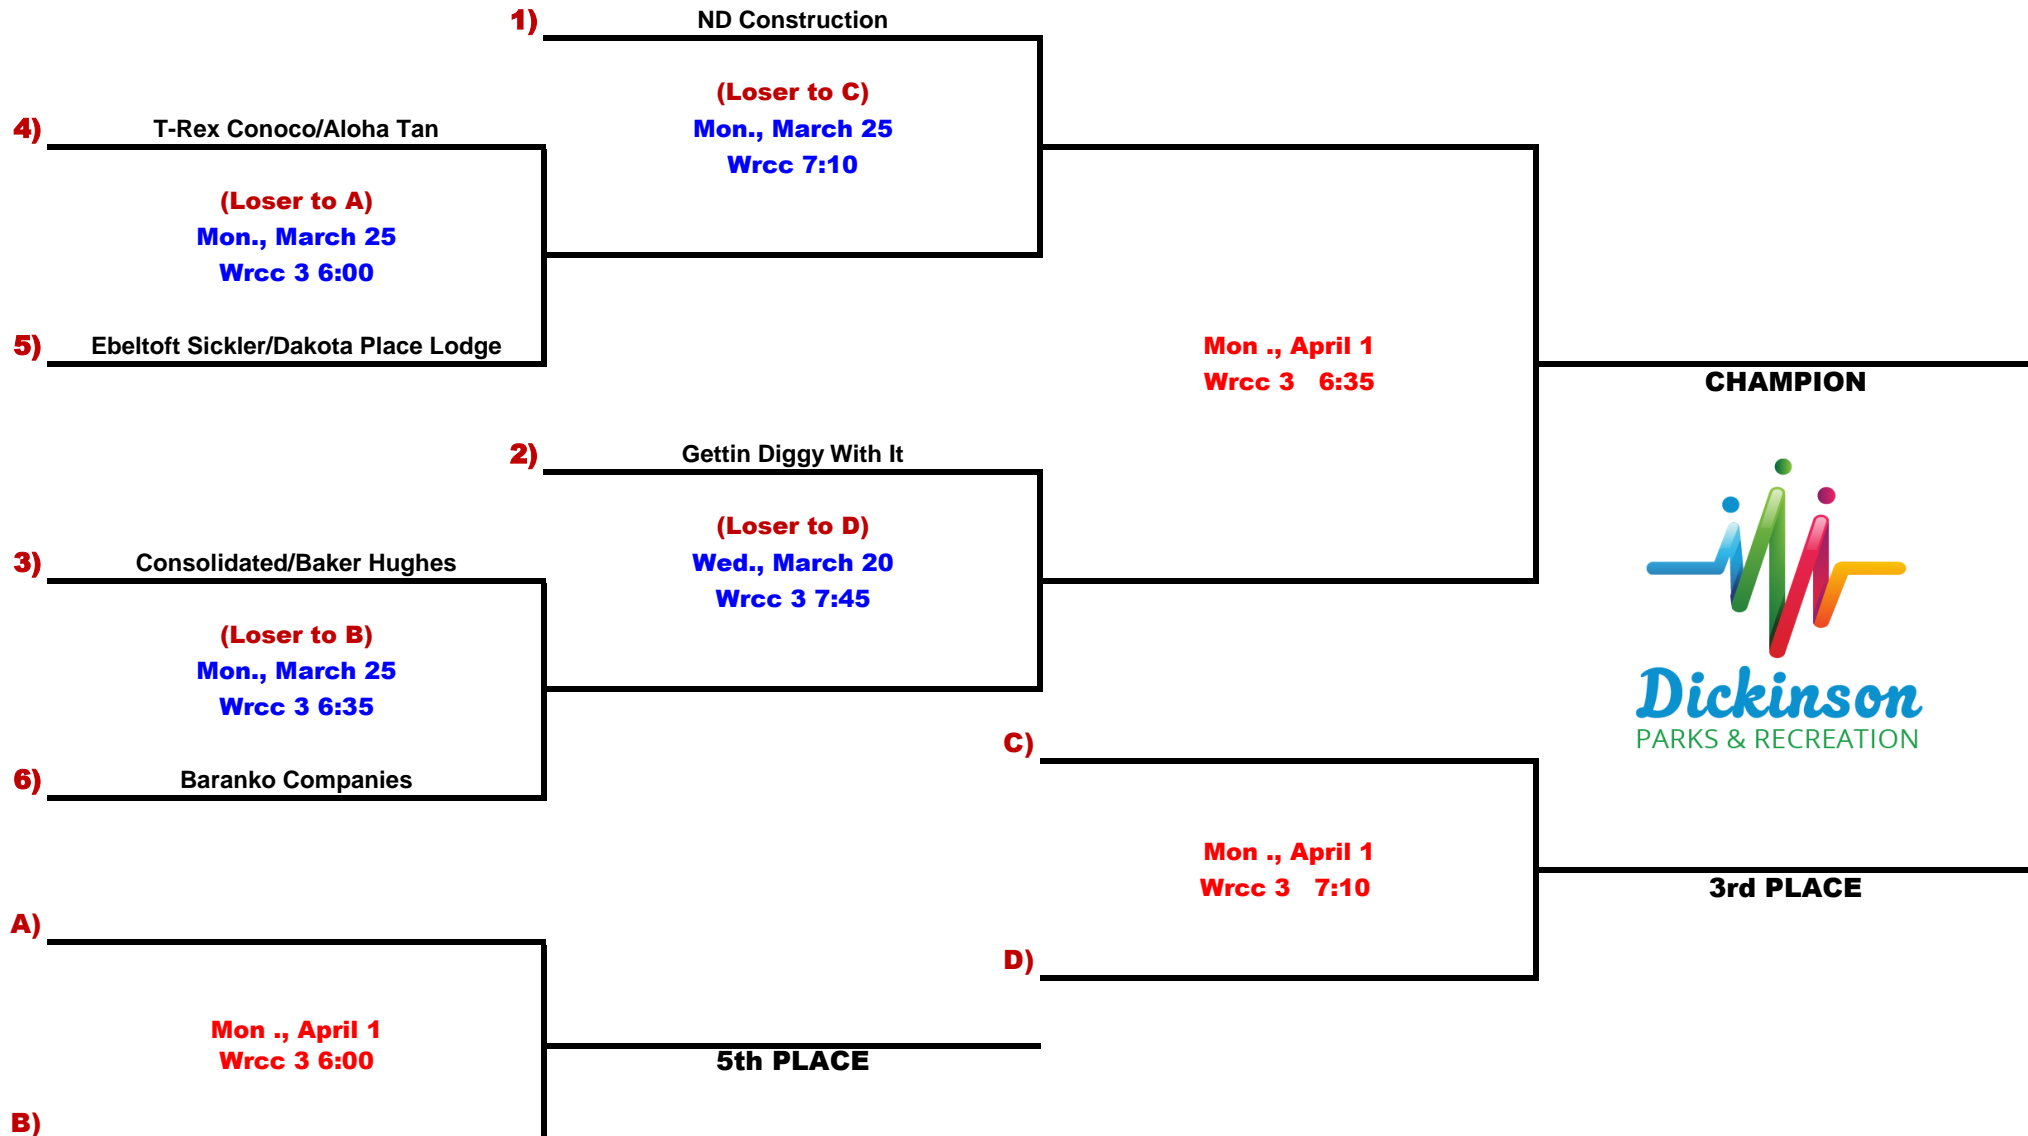 1) ND Construction
(Loser to C)
Mon., March 25
Wrcc 7:10
4) T-Rex Conoco/Aloha Tan
(Loser to A)
Mon., March 25
Wrcc 3 6:00
5) Ebeltoft Sickler/Dakota Place Lodge
Mon ., April 1
Wrcc 3 6:35
CHAMPION
2) Gettin Diggy With It
(Loser to D)
Wed., March 20
Wrcc 3 7:45
3) Consolidated/Baker Hughes
(Loser to B)
Mon., March 25
Wrcc 3 6:35
6) Baranko Companies
Dickinson
PARKS & RECREATION
C)
Mon ., April 1
Wrcc 3 7:10
3rd PLACE
D)
A)
Mon ., April 1
Wrcc 3 6:00
5th PLACE
B)